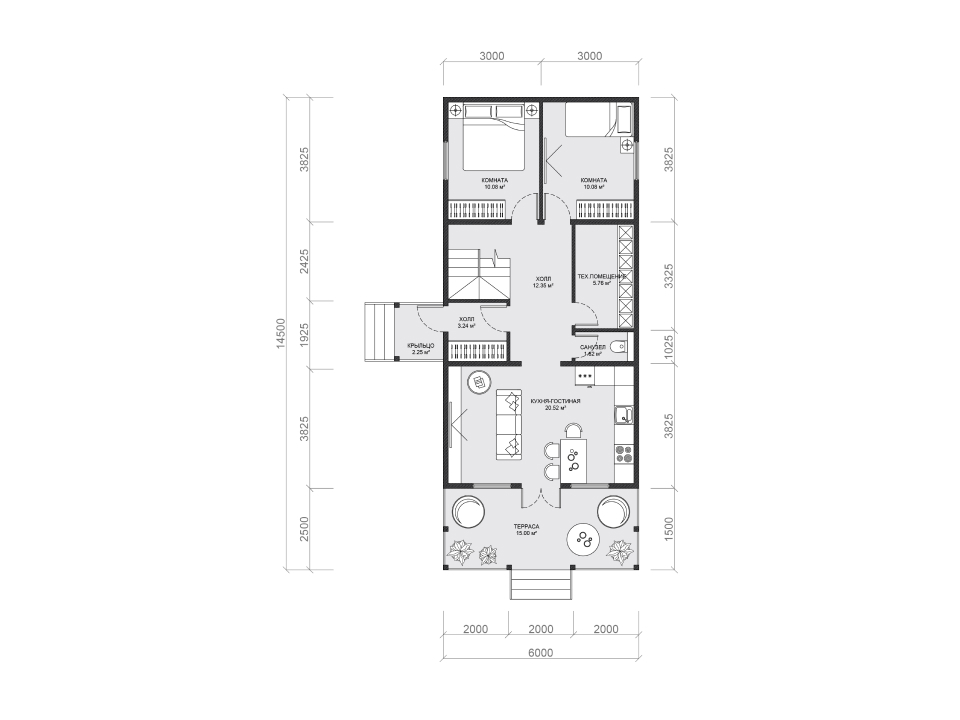 3000
3000
3825
3825
КОМНАТА
10.08 м²
КОМНАТА
10.08 м²
2425
3325
ХОЛЛ
12.35 м²
ТЕХ.ПОМЕЩЕНИЕ
5.78 м²
14500
1925
ХОЛЛ
3.24 м²
КРЫЛЬЦО
2.25 м²
САНУЗЕЛ
1.62 м²
1025
КУХНЯ-ГОСТИНАЯ
20.52 м²
3825
3825
ТЕРРАСА
15.00 м²
2500
1500
2000
2000
2000
6000